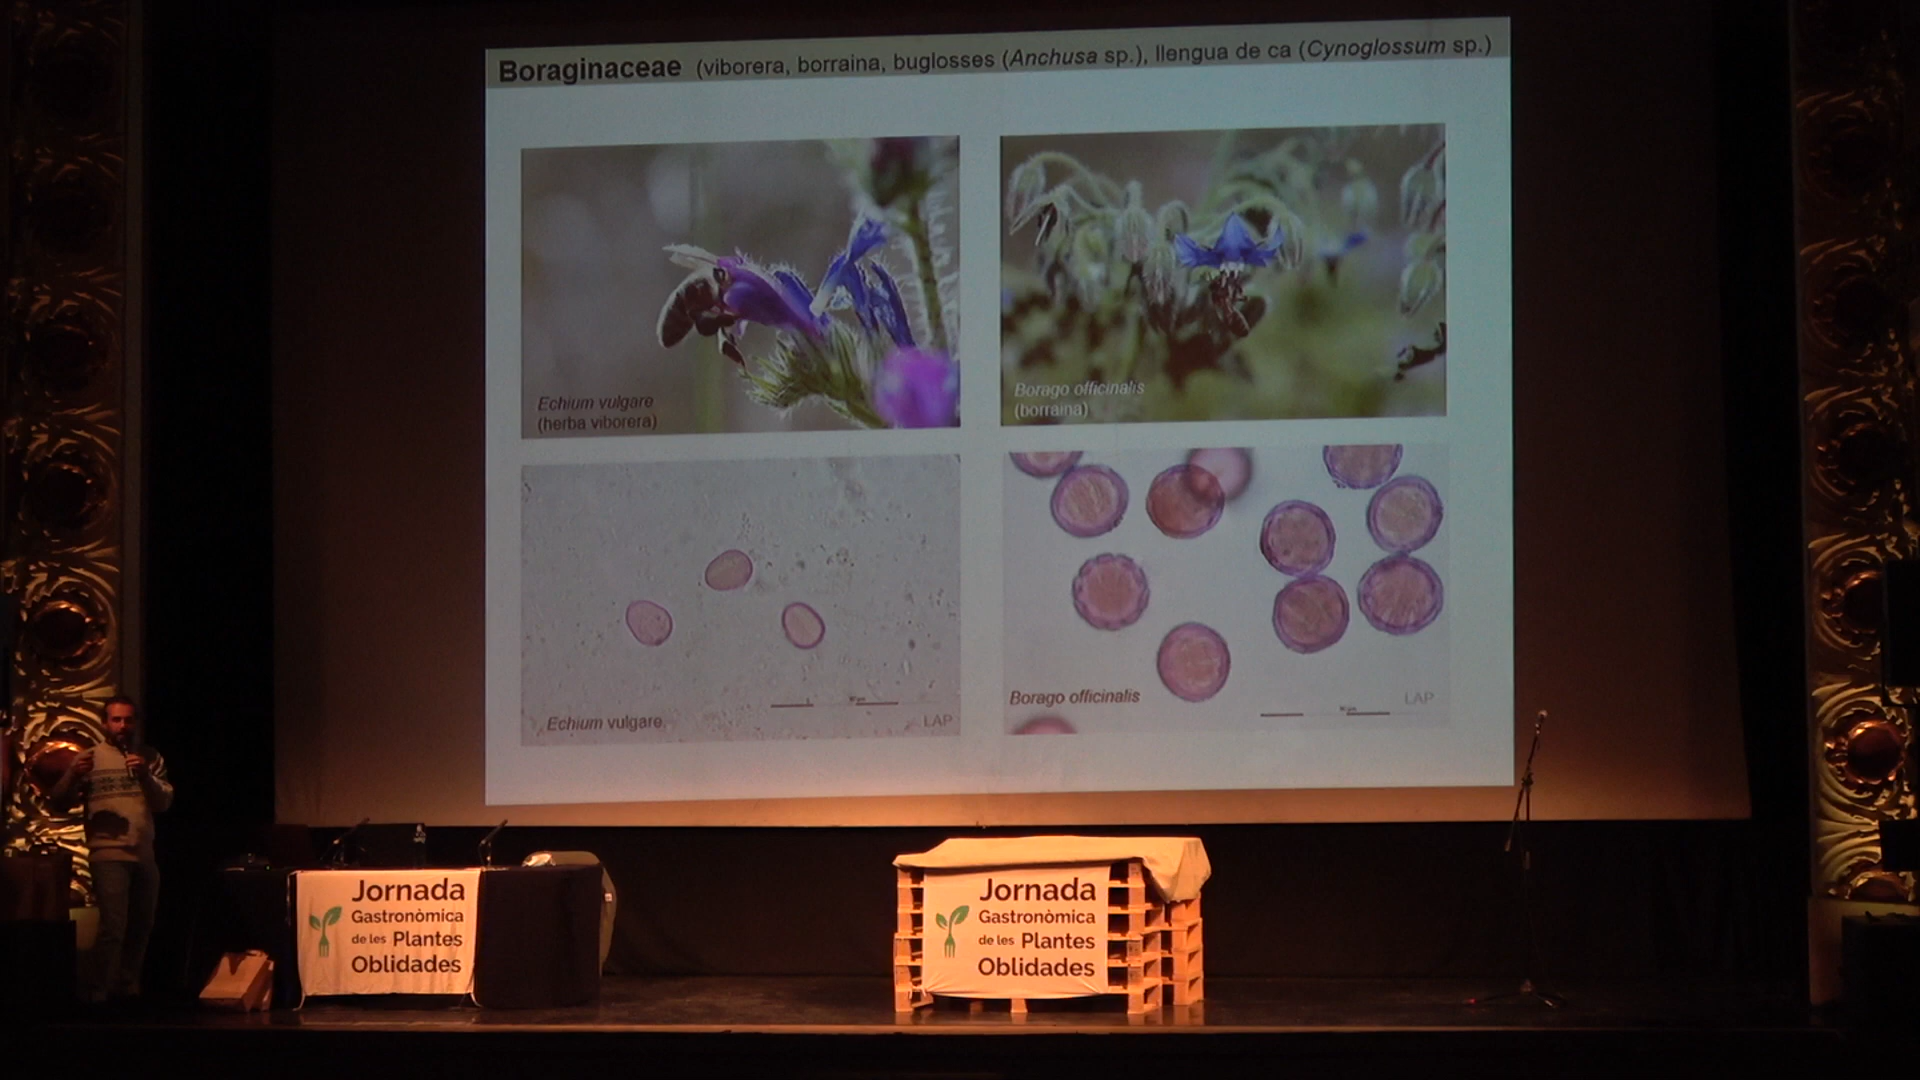 Boraginaceae (viborera, borraina, buglosses (Anchusa sp.), llengua de ca (Cynoglossum sp.)
Echium vulgare
(herba viborera)
Borago officinalis
(borraina)
Echium vulgare
LAP
Borago officinalis
LAP
Jornada
Gastronòmica
de les Plantes
Oblidades
Jornada
Gastronòmica
de les Plantes
Oblidades